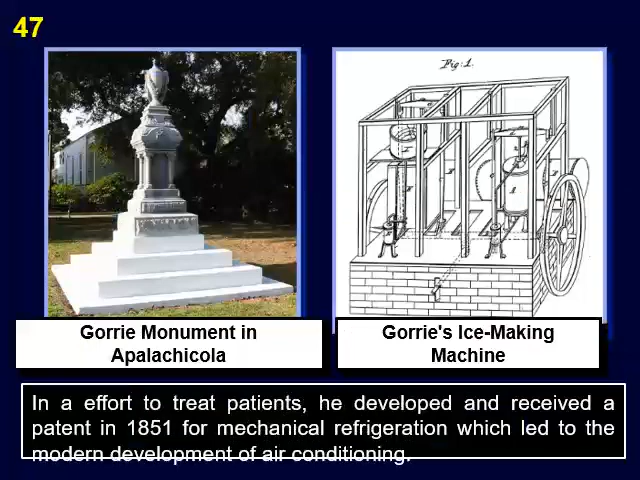 47
Fig: 1.
Gorrie Monument in
Apalachicola
Gorrie's Ice-Making
Machine
In a effort to treat patients, he developed and received a
patent in 1851 for mechanical refrigeration which led to the
modern development of air conditioning.